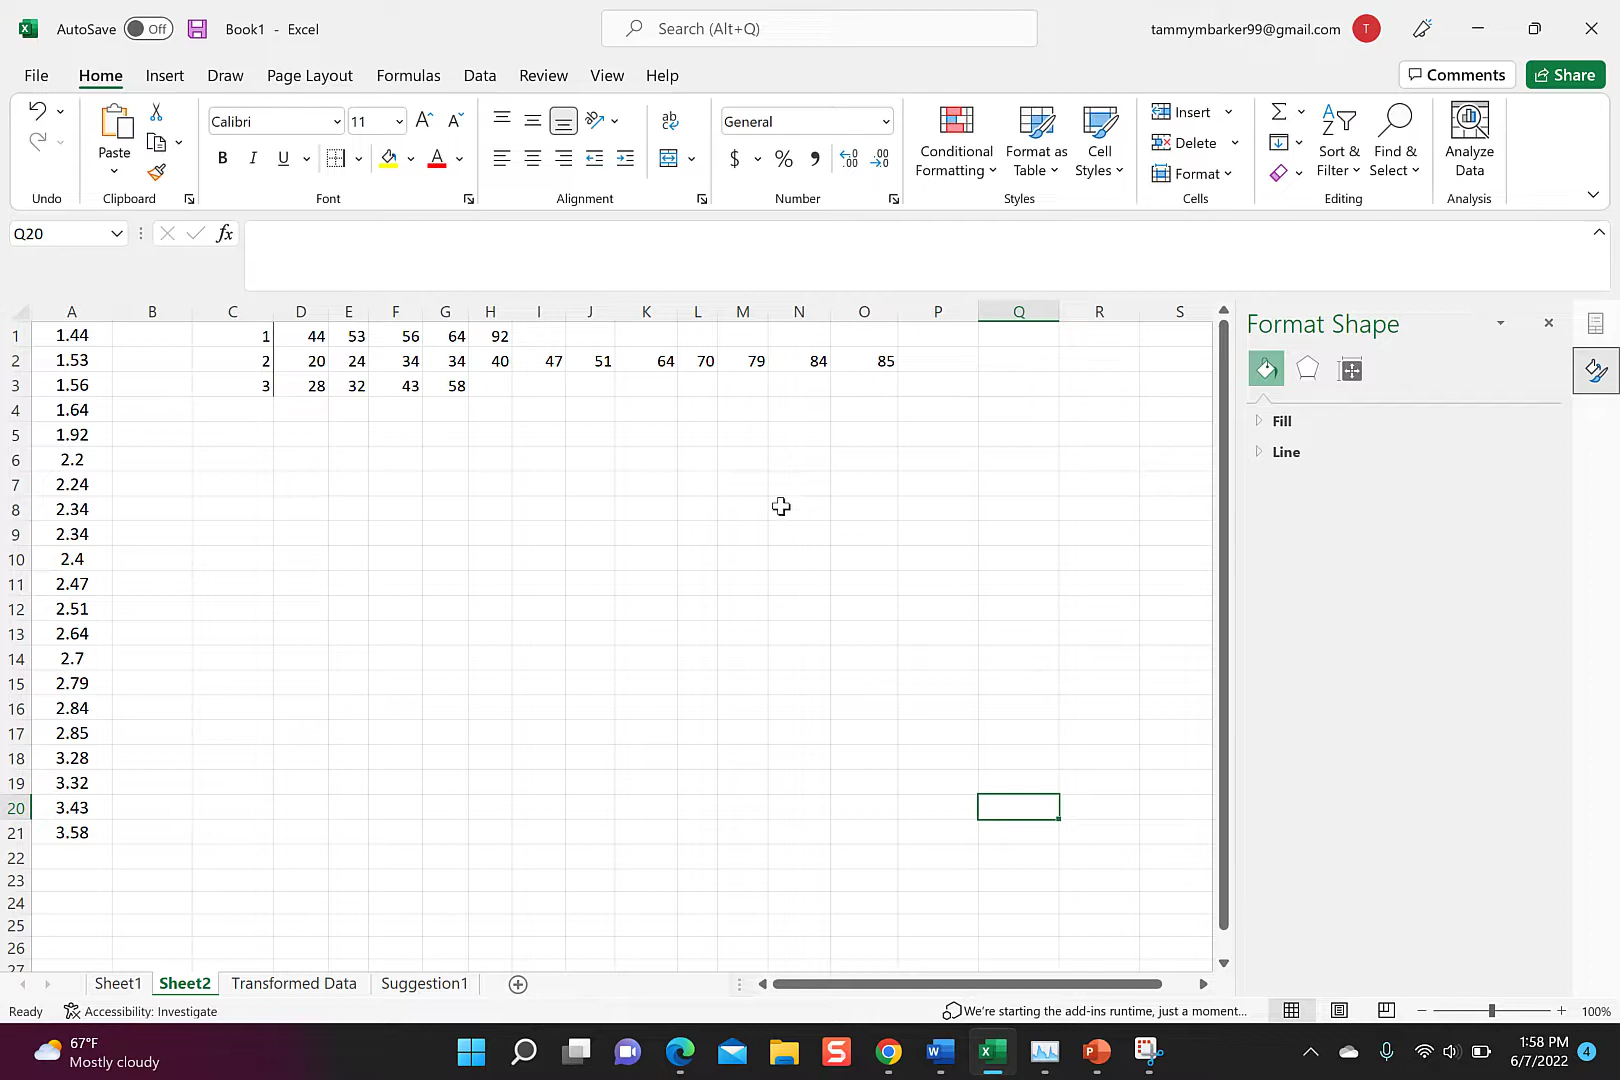 AutoSave Off Book1 - Excel Search (Alt+Q) tammymbarker99@gmail.com T
File Home Insert Draw Page Layout Formulas Data Review View Help Comments Share
Calibri 11 General
Paste B I U A $ % Conditional Formatting Format as Table Cell Styles Insert Delete Format Sort & Filter Find & Select Analyze Data
Undo Clipboard Font Alignment Number Styles Cells Editing Analysis
Q20 fx
A B C D E F G H I J K L M N O P Q R S
1 1.44 1 44 53 56 64 92
2 1.53 2 20 24 34 34 40 47 51 64 70 79 84 85
3 1.56 3 28 32 43 58
4 1.64
5 1.92
6 2.2
7 2.24
8 2.34
9 2.34
10 2.4
11 2.47
12 2.51
13 2.64
14 2.7
15 2.79
16 2.84
17 2.85
18 3.28
19 3.32
20 3.43
21 3.58
22
23
24
25
26
27
Format Shape
Fill
Line
Sheet1 Sheet2 Transformed Data Suggestion1
Ready Accessibility: Investigate We're starting the add-ins runtime, just a moment... 100%
67°F
Mostly cloudy
1:58 PM
6/7/2022 4